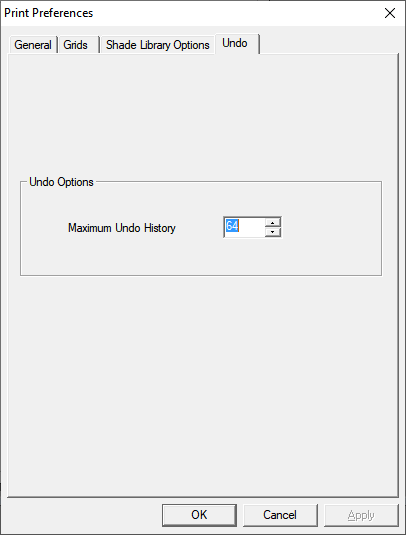 Print Preferences
General Grids Shade Library Options Undo
Undo Options
Maximum Undo History 64
OK Cancel Apply